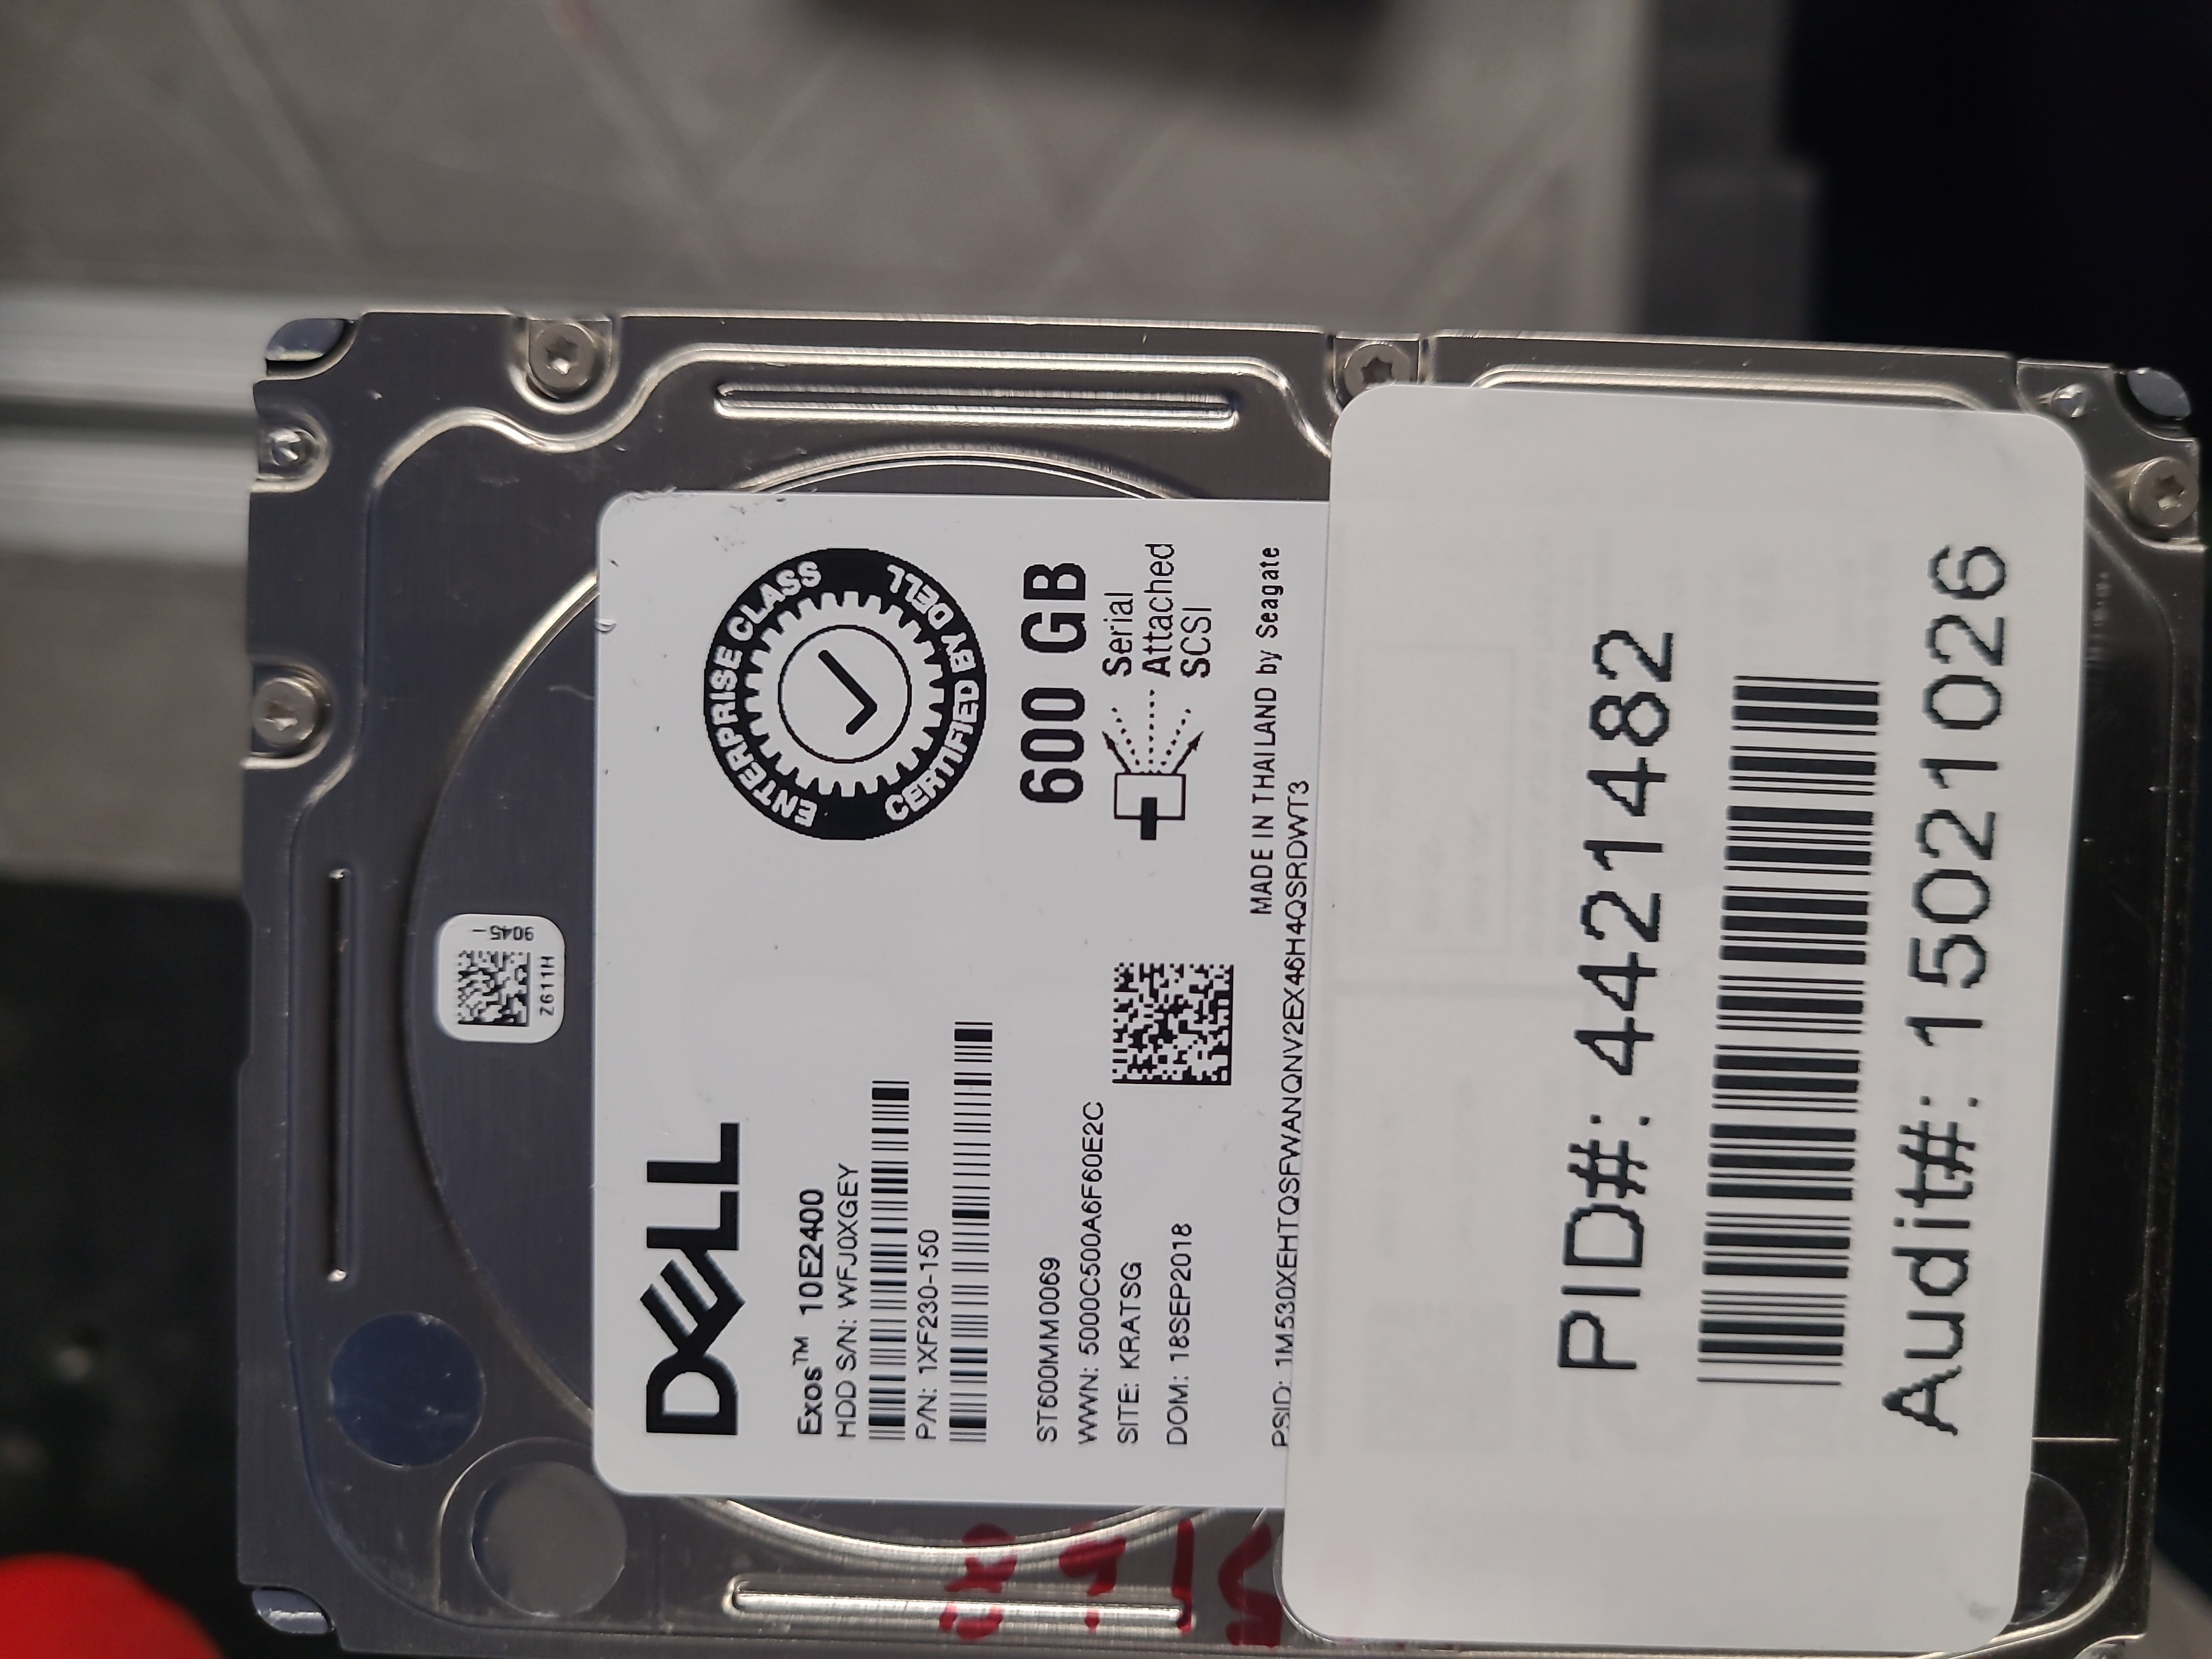 9045-
Z611H
DELL
Exos™ 10E2400
HDD S/N: WFJ0XGEY
P/N: 1XF230-150
ENTERPRISE CLASS
CERTIFIED BY DELL
600 GB
ST600MM0069
WWN: 5000C500A6F60E2C
SITE: KRATSG
DOM: 18SEP2018
Serial
Attached
SCSI
MADE IN THAILAND by Seagate
PSID: 1M530XEHTQSFWANQNV2EX46H4QSRDWT3
PID#: 4421482
Audit#: 15021026